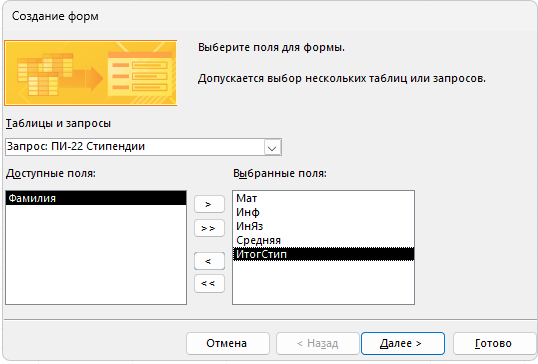 Создание форм
Выберите поля для формы.
Допускается выбор нескольких таблиц или запросов.
Таблицы и запросы
Запрос: ПИ-22 Стипендии
Доступные поля:
Выбранные поля:
Фамилия
>
>>
<
<<
Мат
Инф
ИнЯз
Средняя
ИтогСтип
Отмена
< Назад
Далее >
Готово